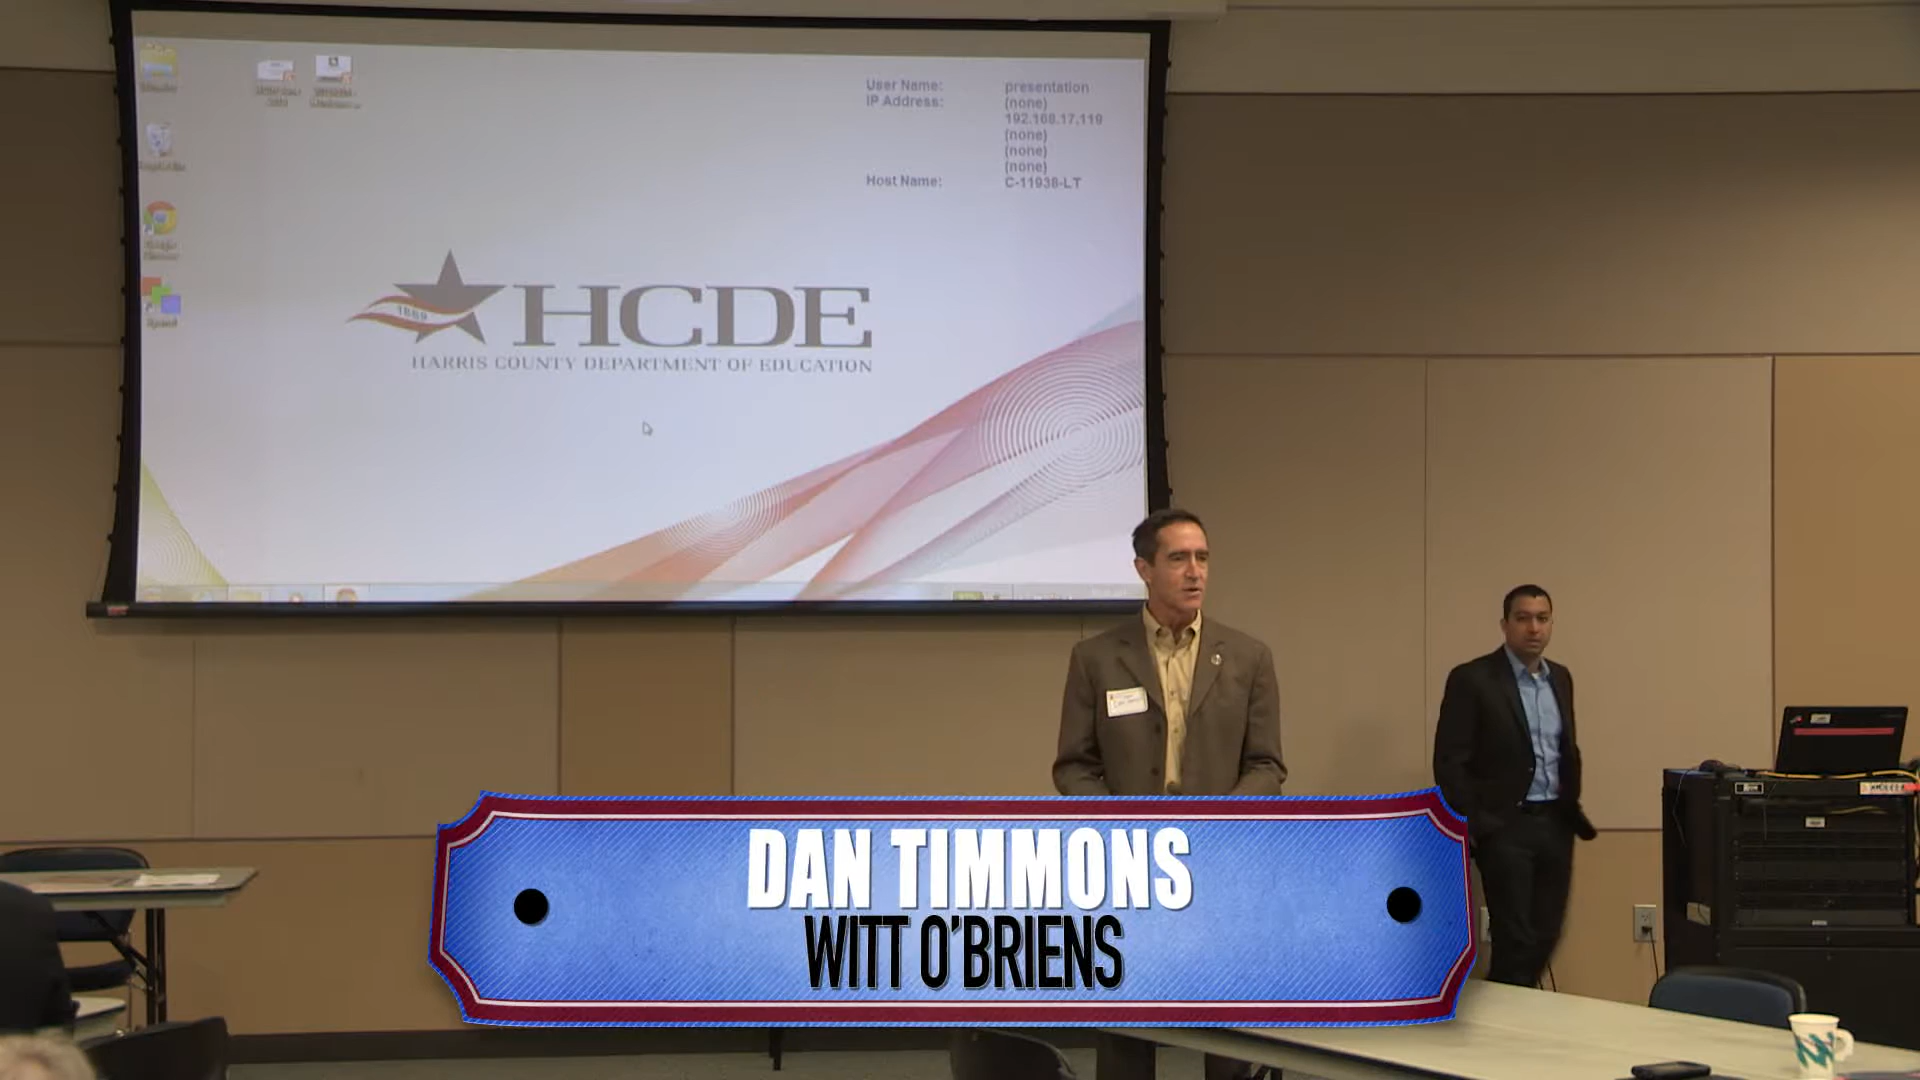 User Name: presentation
IP Address: (none)
192.168.17.119
(none)
(none)
(none)
Host Name: C-11938-LT
1889
HCDE
HARRIS COUNTY DEPARTMENT OF EDUCATION
DAN TIMMONS
WITT O'BRIENS